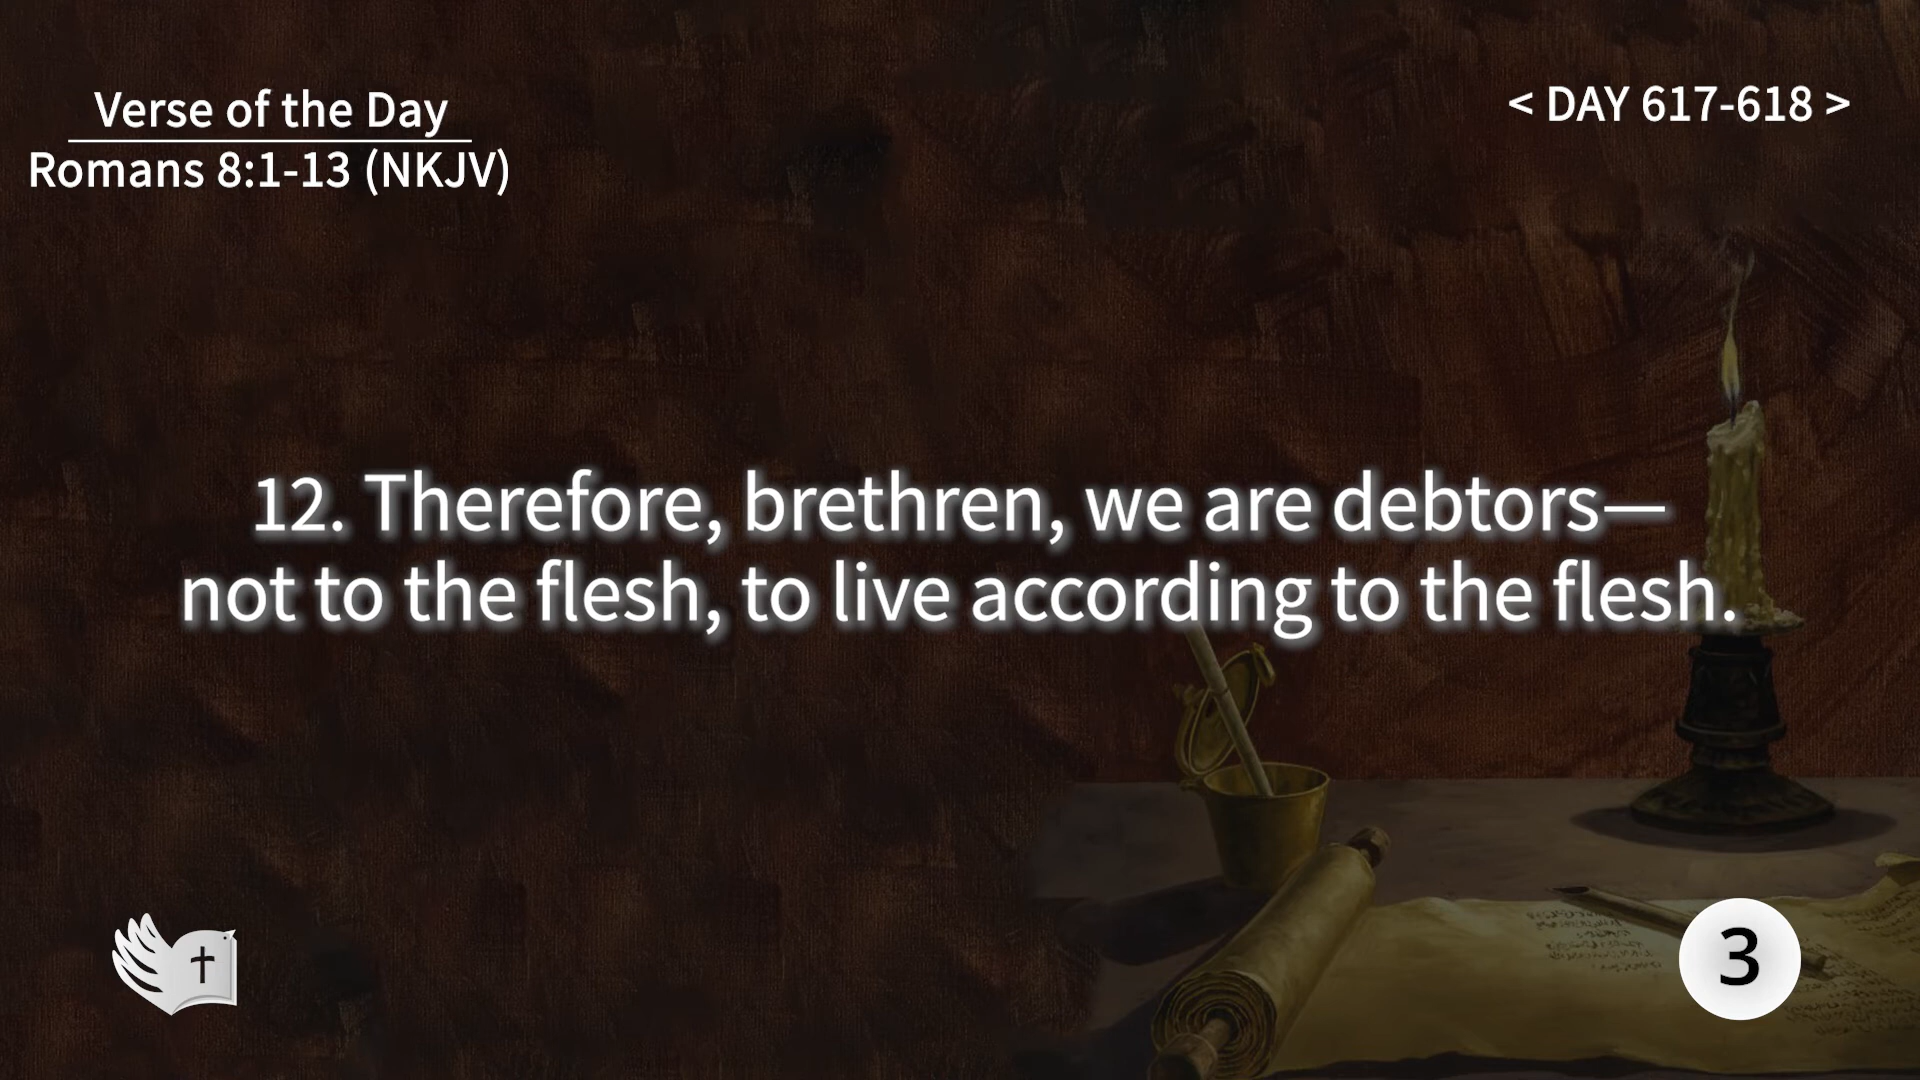 Verse of the Day
Romans 8:1-13 (NKJV)
< DAY 617-618 >
12. Therefore, brethren, we are debtors—
not to the flesh, to live according to the flesh.
3